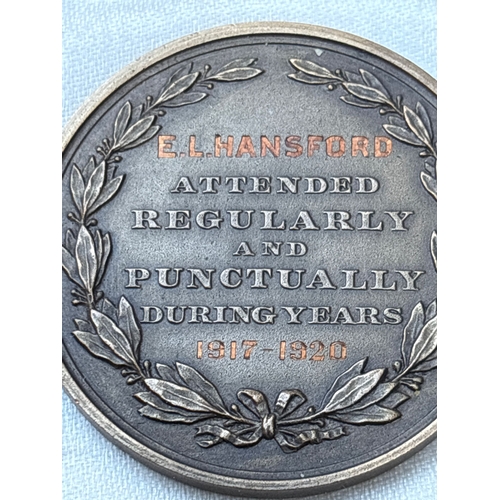 E.L.HANSFORD
ATTENDED
REGULARLY
AND
PUNCTUALLY
DURING YEARS
1917-1920